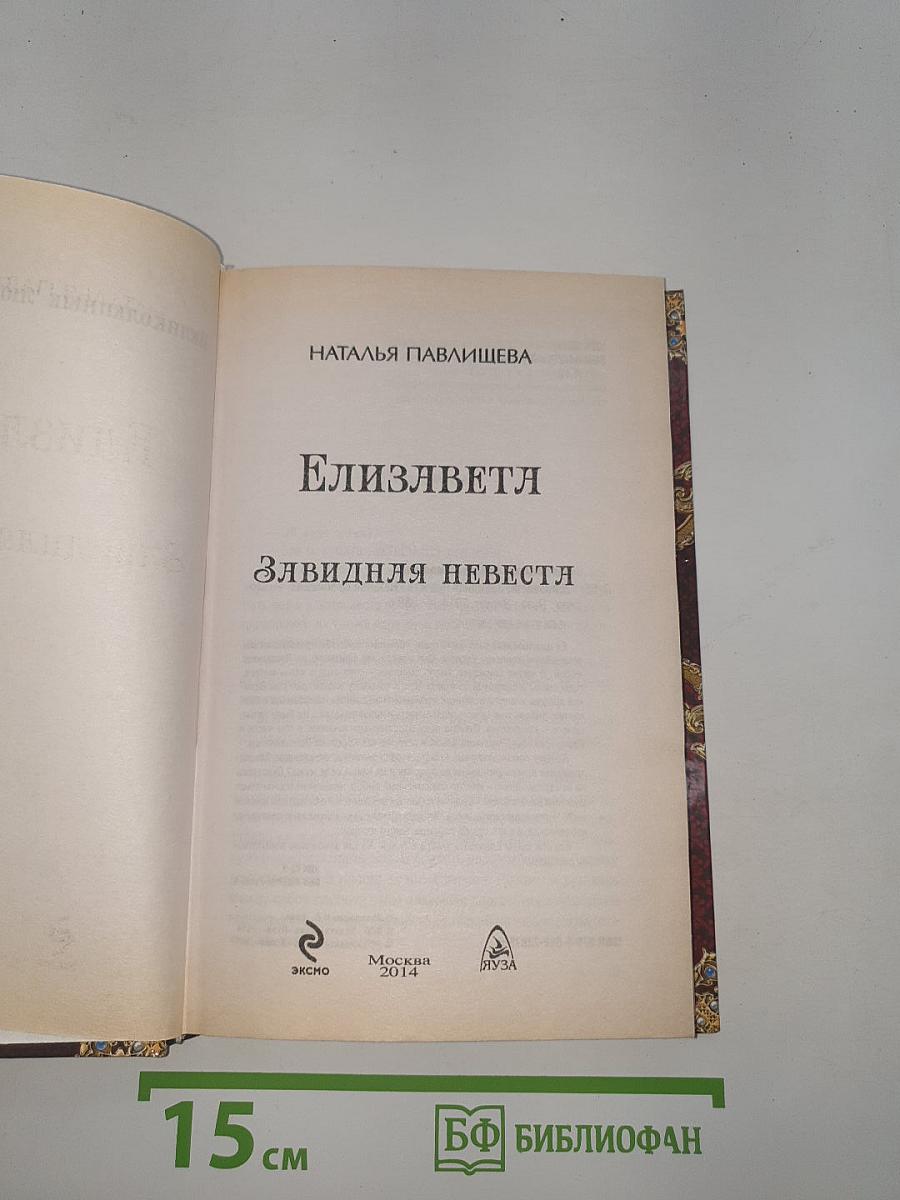 НАТАЛЬЯ ПАВЛИЩЕВА
ЕЛИЗАВЕТА
ЗАВИДНАЯ НЕВЕСТА
ЭКСМО
Москва
2014
ЯУЗА
15 см
БФ БИБЛИОФАН